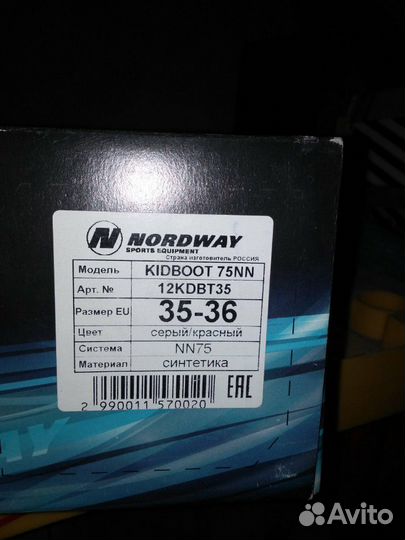 NORDWAY
SPORTS EQUIPMENT
Страна изготовитель РОССИЯ
Модель KIDBOOT 75NN
Арт. № 12KDBT35
Размер EU 35-36
Цвет серый/красный
Система NN75
Материал синтетика
EAC
2 990011 570020
WAY
Avito